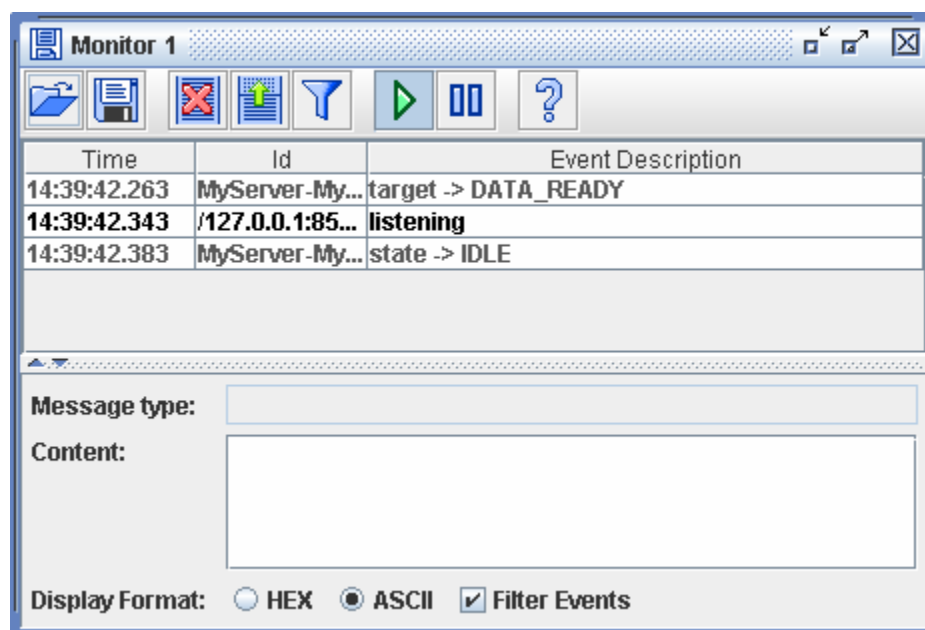 Monitor 1
Time Id Event Description
14:39:42.263 MyServer-My... target -> DATA_READY
14:39:42.343 /127.0.0.1:85... listening
14:39:42.383 MyServer-My... state -> IDLE
Message type:
Content:
Display Format: HEX ASCII Filter Events